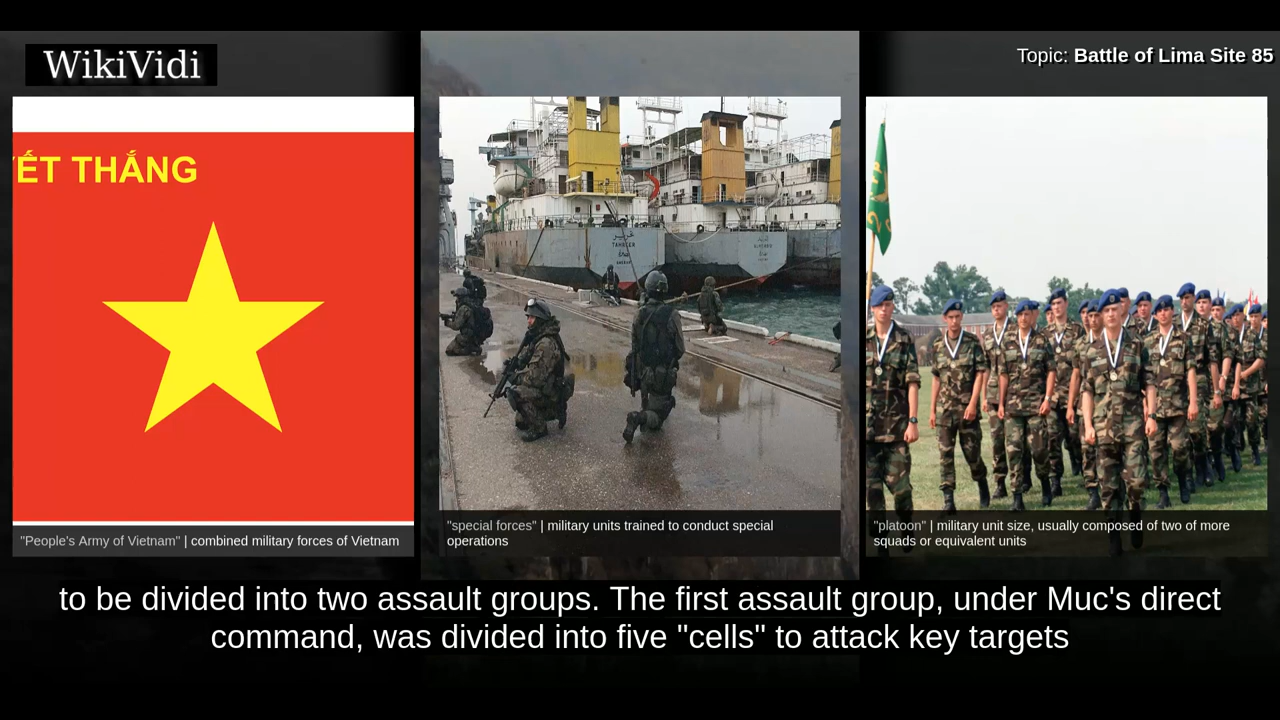 WikiVidi
Topic: Battle of Lima Site 85
ẾT THẮNG
TAHREER
"People's Army of Vietnam" | combined military forces of Vietnam
"special forces" | military units trained to conduct special
operations
"platoon" | military unit size, usually composed of two of more
squads or equivalent units
to be divided into two assault groups. The first assault group, under Muc's direct
command, was divided into five "cells" to attack key targets